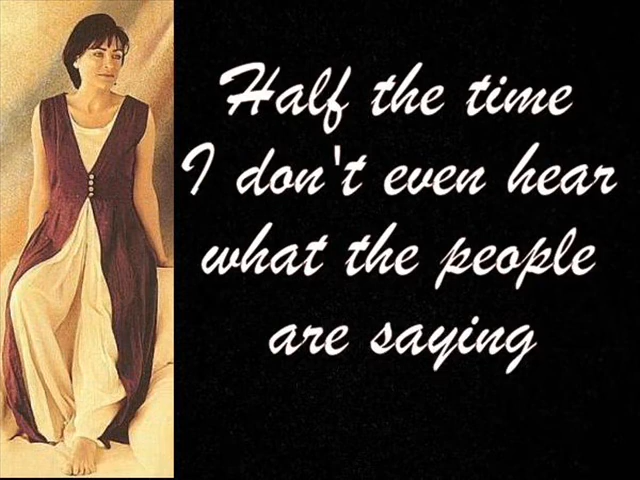 Half the time
I don't even hear
what the people
are saying